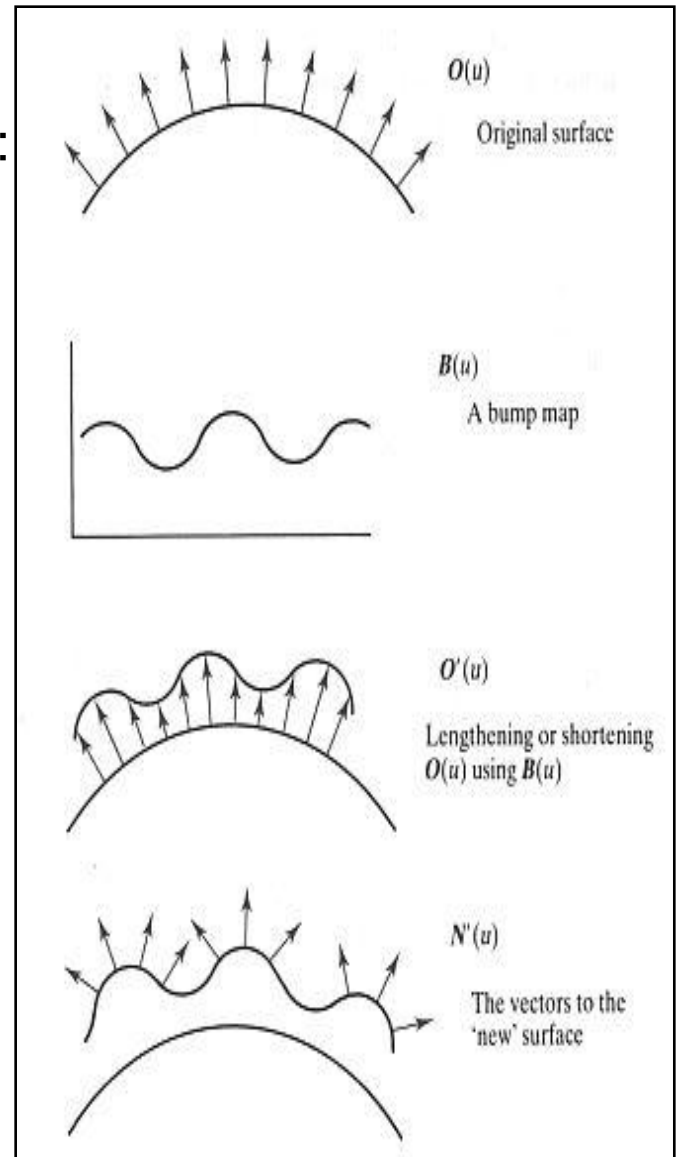 :
O(u)
Original surface
B(u)
A bump map
O'(u)
Lengthening or shortening
O(u) using B(u)
N'(u)
The vectors to the
'new' surface